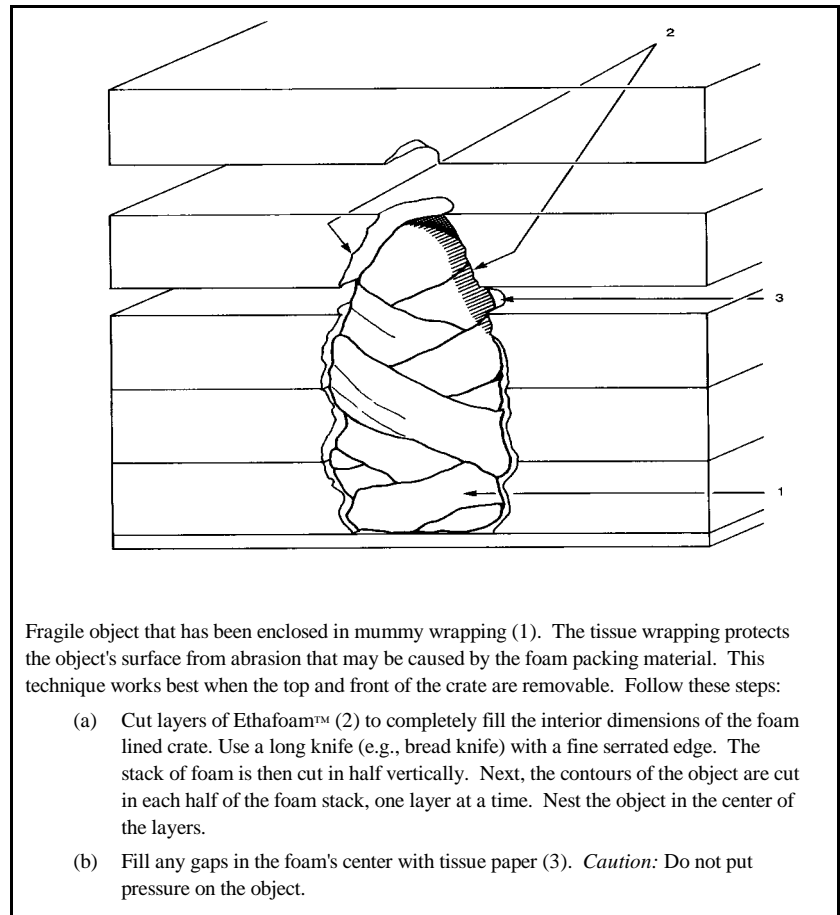 2
3
1
Fragile object that has been enclosed in mummy wrapping (1).  The tissue wrapping protects
the object's surface from abrasion that may be caused by the foam packing material.  This
technique works best when the top and front of the crate are removable.  Follow these steps:
(a) Cut layers of Ethafoam™ (2) to completely fill the interior dimensions of the foam
lined crate. Use a long knife (e.g., bread knife) with a fine serrated edge.  The
stack of foam is then cut in half vertically.  Next, the contours of the object are cut
in each half of the foam stack, one layer at a time.  Nest the object in the center of
the layers.
(b) Fill any gaps in the foam's center with tissue paper (3).  Caution: Do not put
pressure on the object.